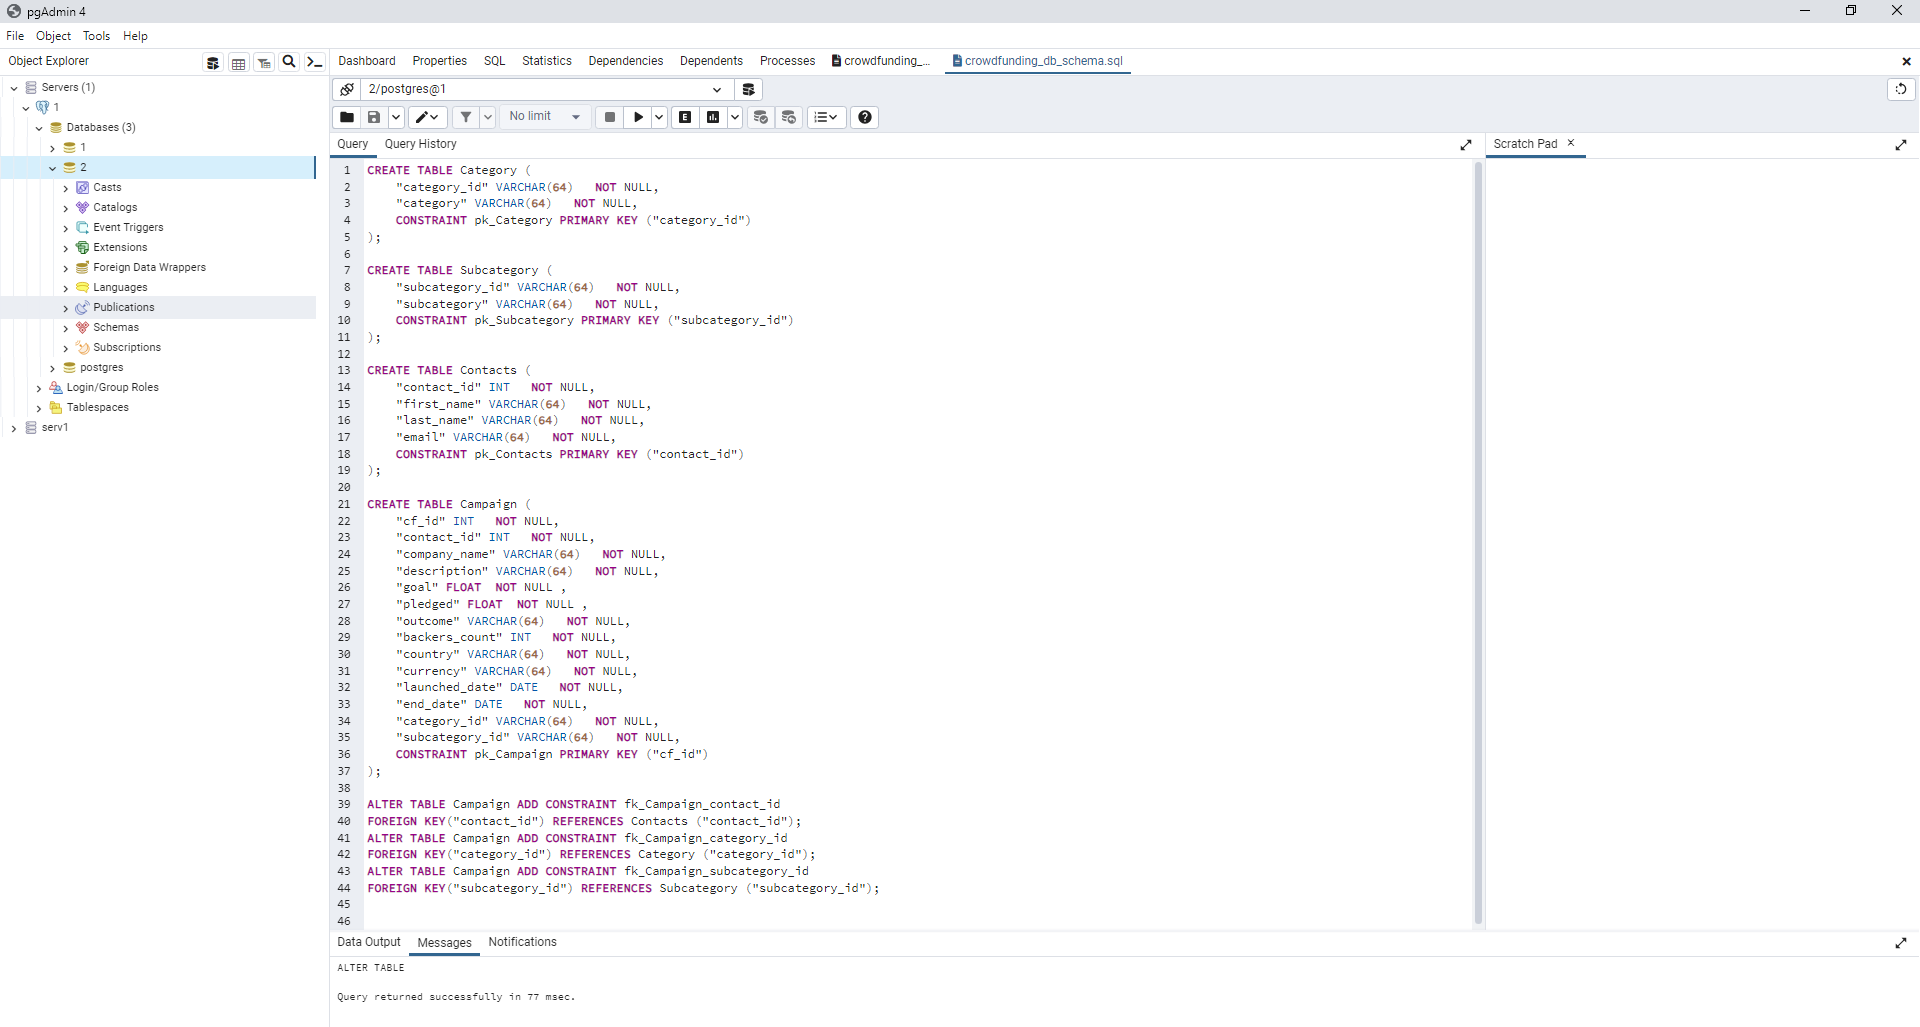 pgAdmin 4
File Object Tools Help
Object Explorer
Servers (1)
1
Databases (3)
1
2
Casts
Catalogs
Event Triggers
Extensions
Foreign Data Wrappers
Languages
Publications
Schemas
Subscriptions
postgres
Login/Group Roles
Tablespaces
serv1
Dashboard Properties SQL Statistics Dependencies Dependents Processes crowdfunding_... crowdfunding_db_schema.sql
2/postgres@1
No limit
E
Query Query History
Scratch Pad
1 CREATE TABLE Category (
2 "category_id" VARCHAR(64)   NOT NULL,
3 "category" VARCHAR(64)   NOT NULL,
4 CONSTRAINT pk_Category PRIMARY KEY ("category_id")
5 );
6
7 CREATE TABLE Subcategory (
8 "subcategory_id" VARCHAR(64)   NOT NULL,
9 "subcategory" VARCHAR(64)   NOT NULL,
10 CONSTRAINT pk_Subcategory PRIMARY KEY ("subcategory_id")
11 );
12
13 CREATE TABLE Contacts (
14 "contact_id" INT   NOT NULL,
15 "first_name" VARCHAR(64)   NOT NULL,
16 "last_name" VARCHAR(64)   NOT NULL,
17 "email" VARCHAR(64)   NOT NULL,
18 CONSTRAINT pk_Contacts PRIMARY KEY ("contact_id")
19 );
20
21 CREATE TABLE Campaign (
22 "cf_id" INT   NOT NULL,
23 "contact_id" INT   NOT NULL,
24 "company_name" VARCHAR(64)   NOT NULL,
25 "description" VARCHAR(64)   NOT NULL,
26 "goal" FLOAT  NOT NULL ,
27 "pledged" FLOAT  NOT NULL ,
28 "outcome" VARCHAR(64)   NOT NULL,
29 "backers_count" INT   NOT NULL,
30 "country" VARCHAR(64)   NOT NULL,
31 "currency" VARCHAR(64)   NOT NULL,
32 "launched_date" DATE   NOT NULL,
33 "end_date" DATE   NOT NULL,
34 "category_id" VARCHAR(64)   NOT NULL,
35 "subcategory_id" VARCHAR(64)   NOT NULL,
36 CONSTRAINT pk_Campaign PRIMARY KEY ("cf_id")
37 );
38
39 ALTER TABLE Campaign ADD CONSTRAINT fk_Campaign_contact_id
40 FOREIGN KEY("contact_id") REFERENCES Contacts ("contact_id");
41 ALTER TABLE Campaign ADD CONSTRAINT fk_Campaign_category_id
42 FOREIGN KEY("category_id") REFERENCES Category ("category_id");
43 ALTER TABLE Campaign ADD CONSTRAINT fk_Campaign_subcategory_id
44 FOREIGN KEY("subcategory_id") REFERENCES Subcategory ("subcategory_id");
45
46
Data Output Messages Notifications
ALTER TABLE
Query returned successfully in 77 msec.